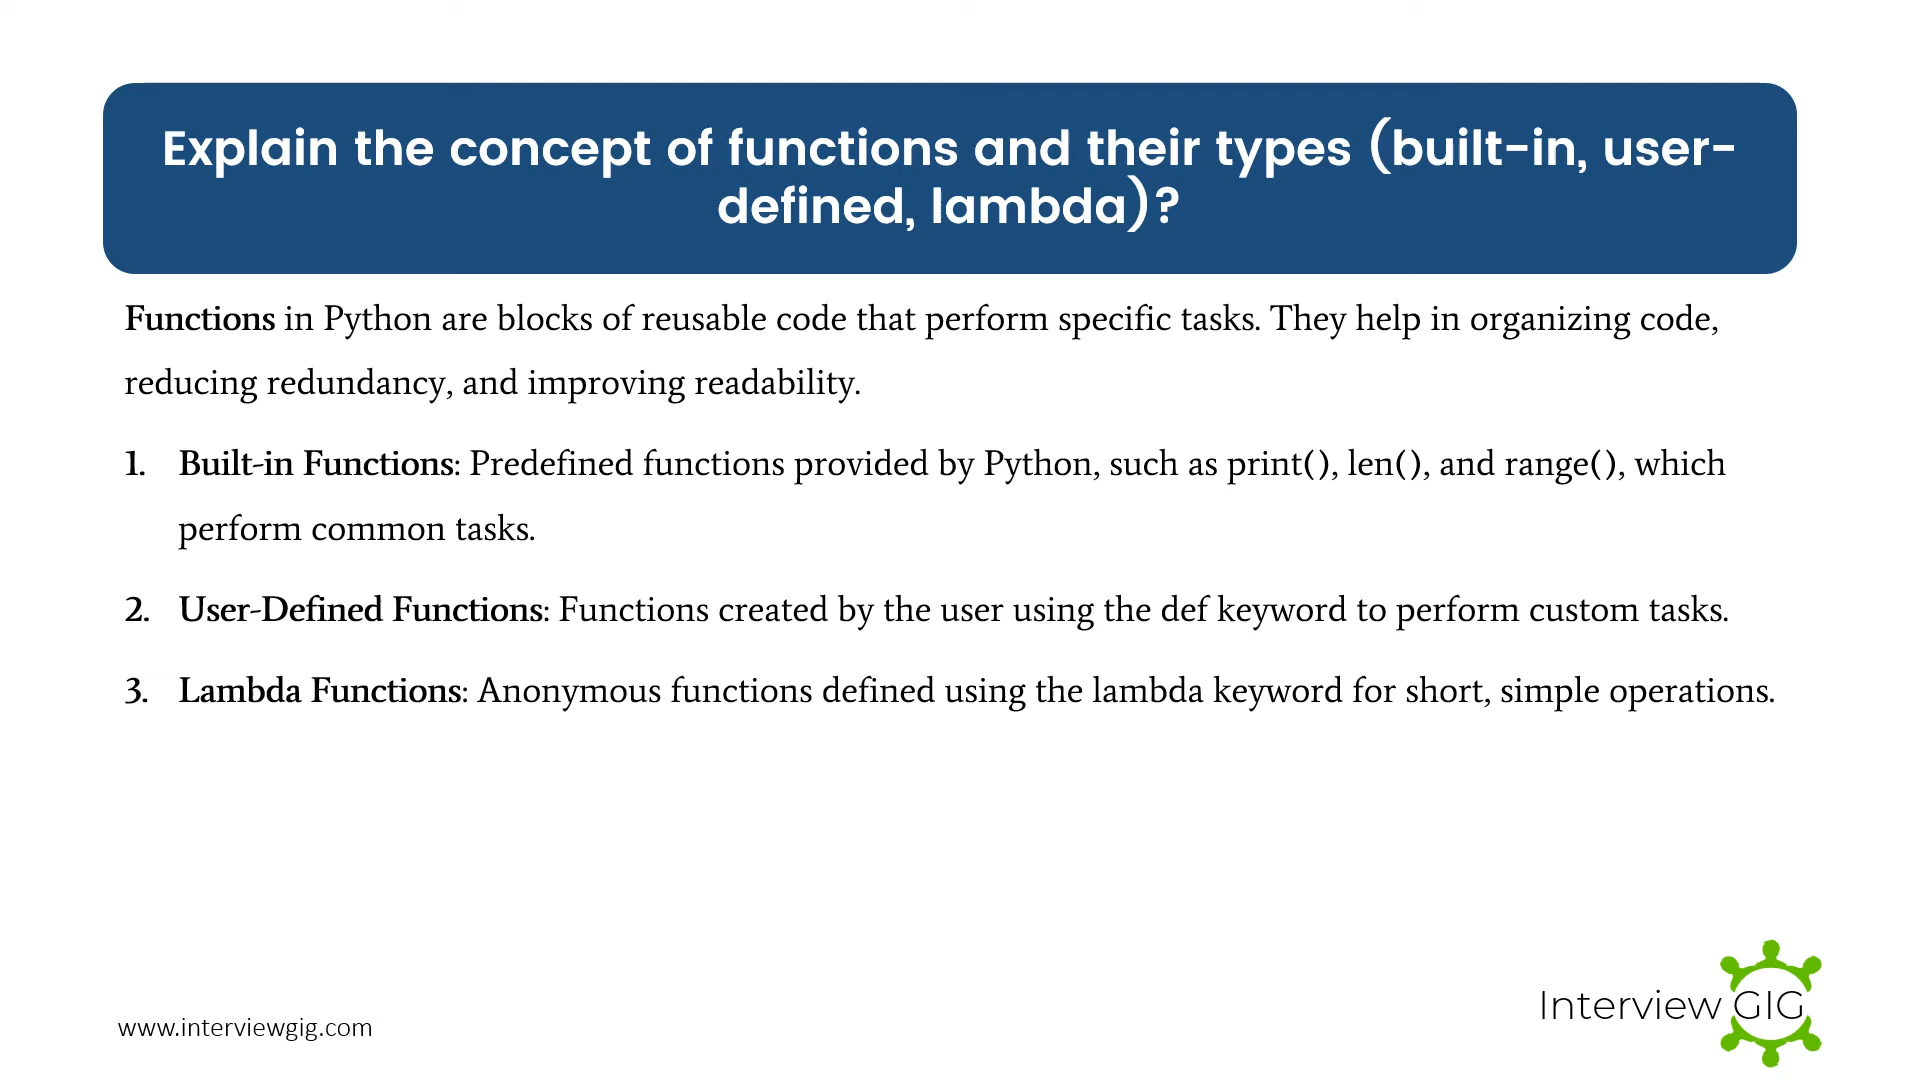 Explain the concept of functions and their types (built-in, user-
defined, lambda)?
Functions in Python are blocks of reusable code that perform specific tasks. They help in organizing code,
reducing redundancy, and improving readability.
1. Built-in Functions: Predefined functions provided by Python, such as print(), len(), and range(), which
perform common tasks.
2. User-Defined Functions: Functions created by the user using the def keyword to perform custom tasks.
3. Lambda Functions: Anonymous functions defined using the lambda keyword for short, simple operations.
Interview GIG
www.interviewgig.com